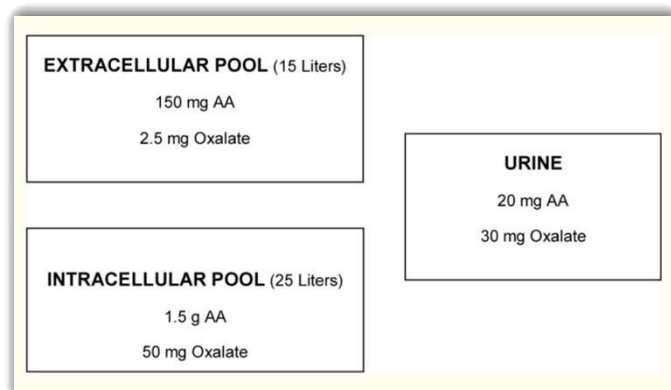 EXTRACELLULAR POOL (15 Liters)
150 mg AA
2.5 mg Oxalate
URINE
20 mg AA
30 mg Oxalate
INTRACELLULAR POOL (25 Liters)
1.5 g AA
50 mg Oxalate